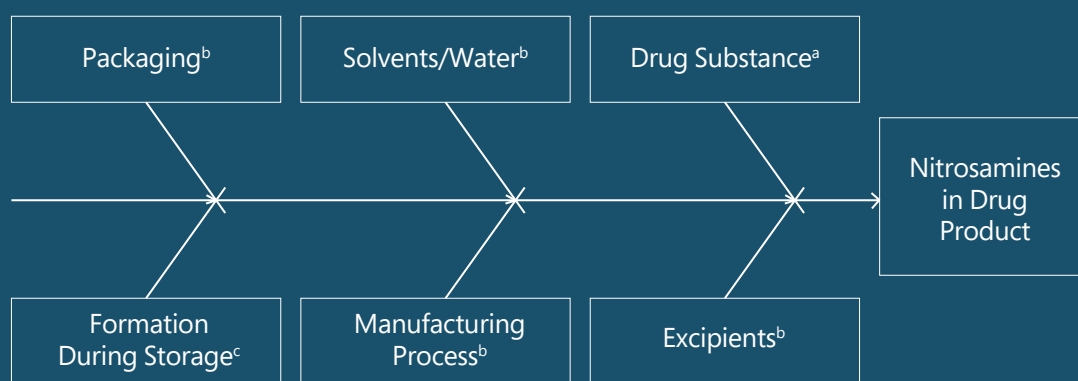 Packagingᵇ
Solvents/Waterᵇ
Drug Substanceᵃ
Nitrosamines
in Drug
Product
Formation
During Storageᶜ
Manufacturing
Processᵇ
Excipientsᵇ